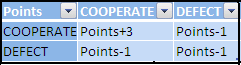 Points COOPERATE DEFECT
COOPERATE Points+3 Points-1
DEFECT Points-1 Points-1